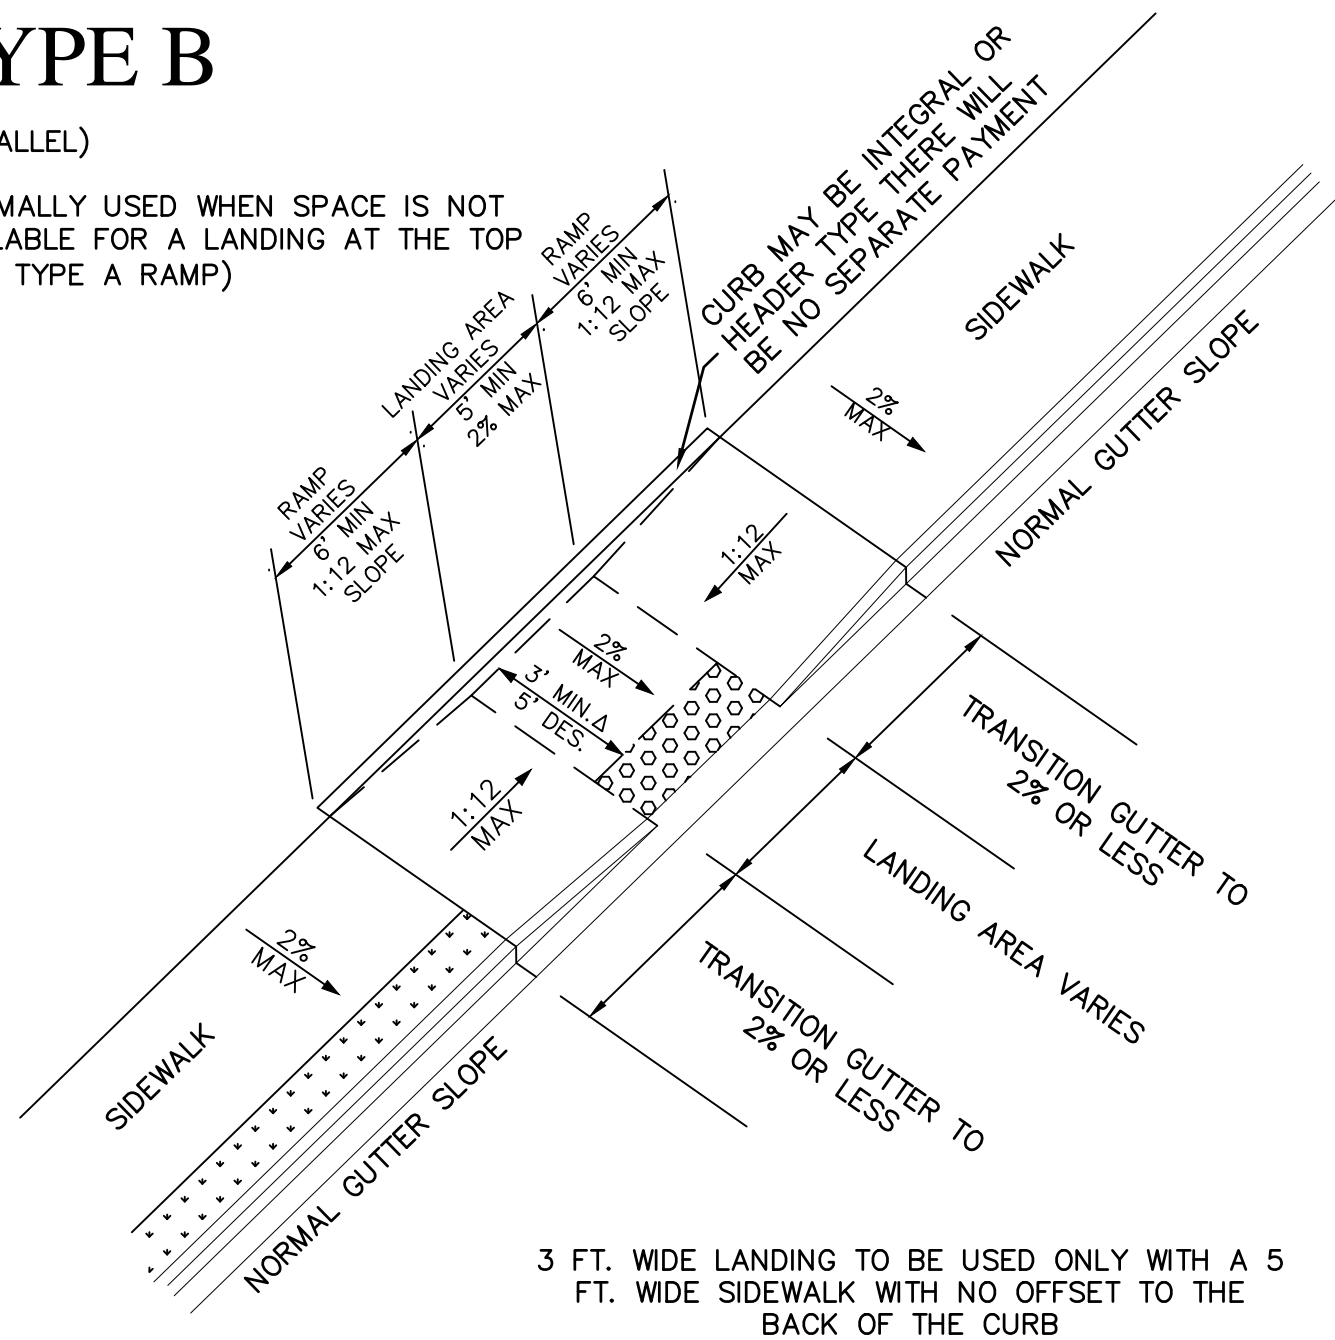 YPE B
ALLEL)
MALLY USED WHEN SPACE IS NOT
LABLE FOR A LANDING AT THE TOP
TYPE A RAMP)
CURB MAY BE INTEGRAL OR
HEADER TYPE THERE WILL
BE NO SEPARATE PAYMENT
RAMP
VARIES
6' MIN
1:12 MAX
SLOPE
LANDING AREA
VARIES
5' MIN
2% MAX
RAMP
VARIES
6' MIN
1:12 MAX
SLOPE
SIDEWALK
2%
MAX
NORMAL GUTTER SLOPE
1:12
MAX
2%
MAX
3' MIN.Δ
5' DES.
1:12
MAX
TRANSITION GUTTER TO
2% OR LESS
LANDING AREA VARIES
TRANSITION GUTTER TO
2% OR LESS
2%
MAX
SIDEWALK
NORMAL GUTTER SLOPE
3 FT. WIDE LANDING TO BE USED ONLY WITH A 5
FT. WIDE SIDEWALK WITH NO OFFSET TO THE
BACK OF THE CURB